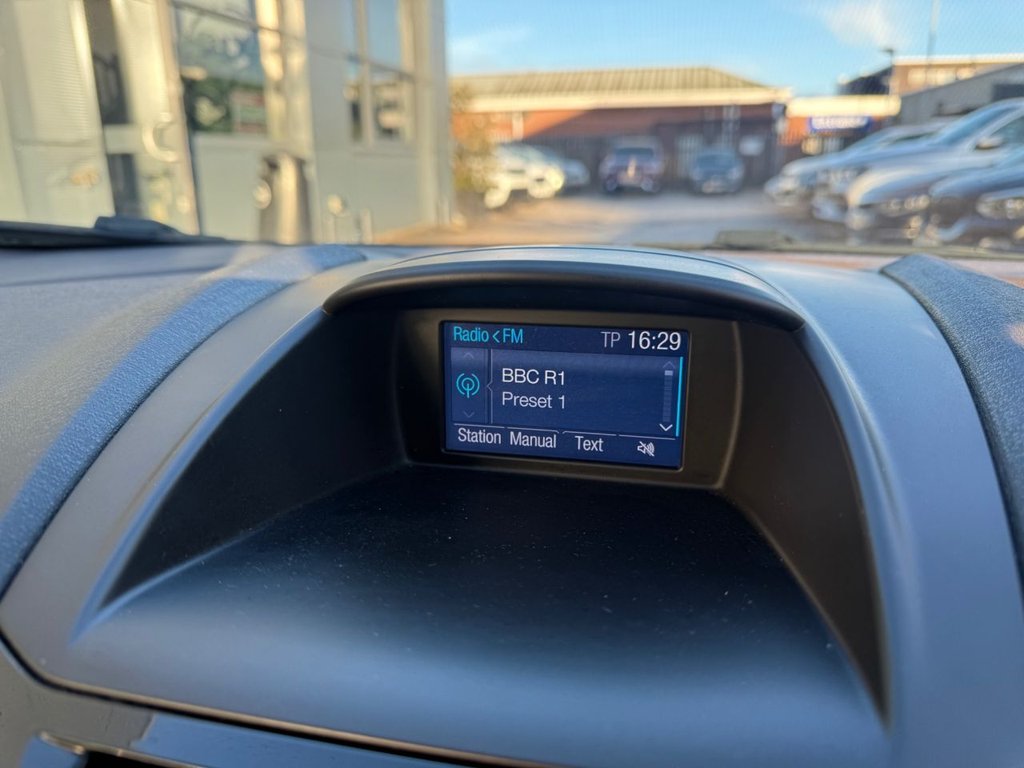 Radio < FM TP 16:29
BBC R1
Preset 1
Station Manual Text